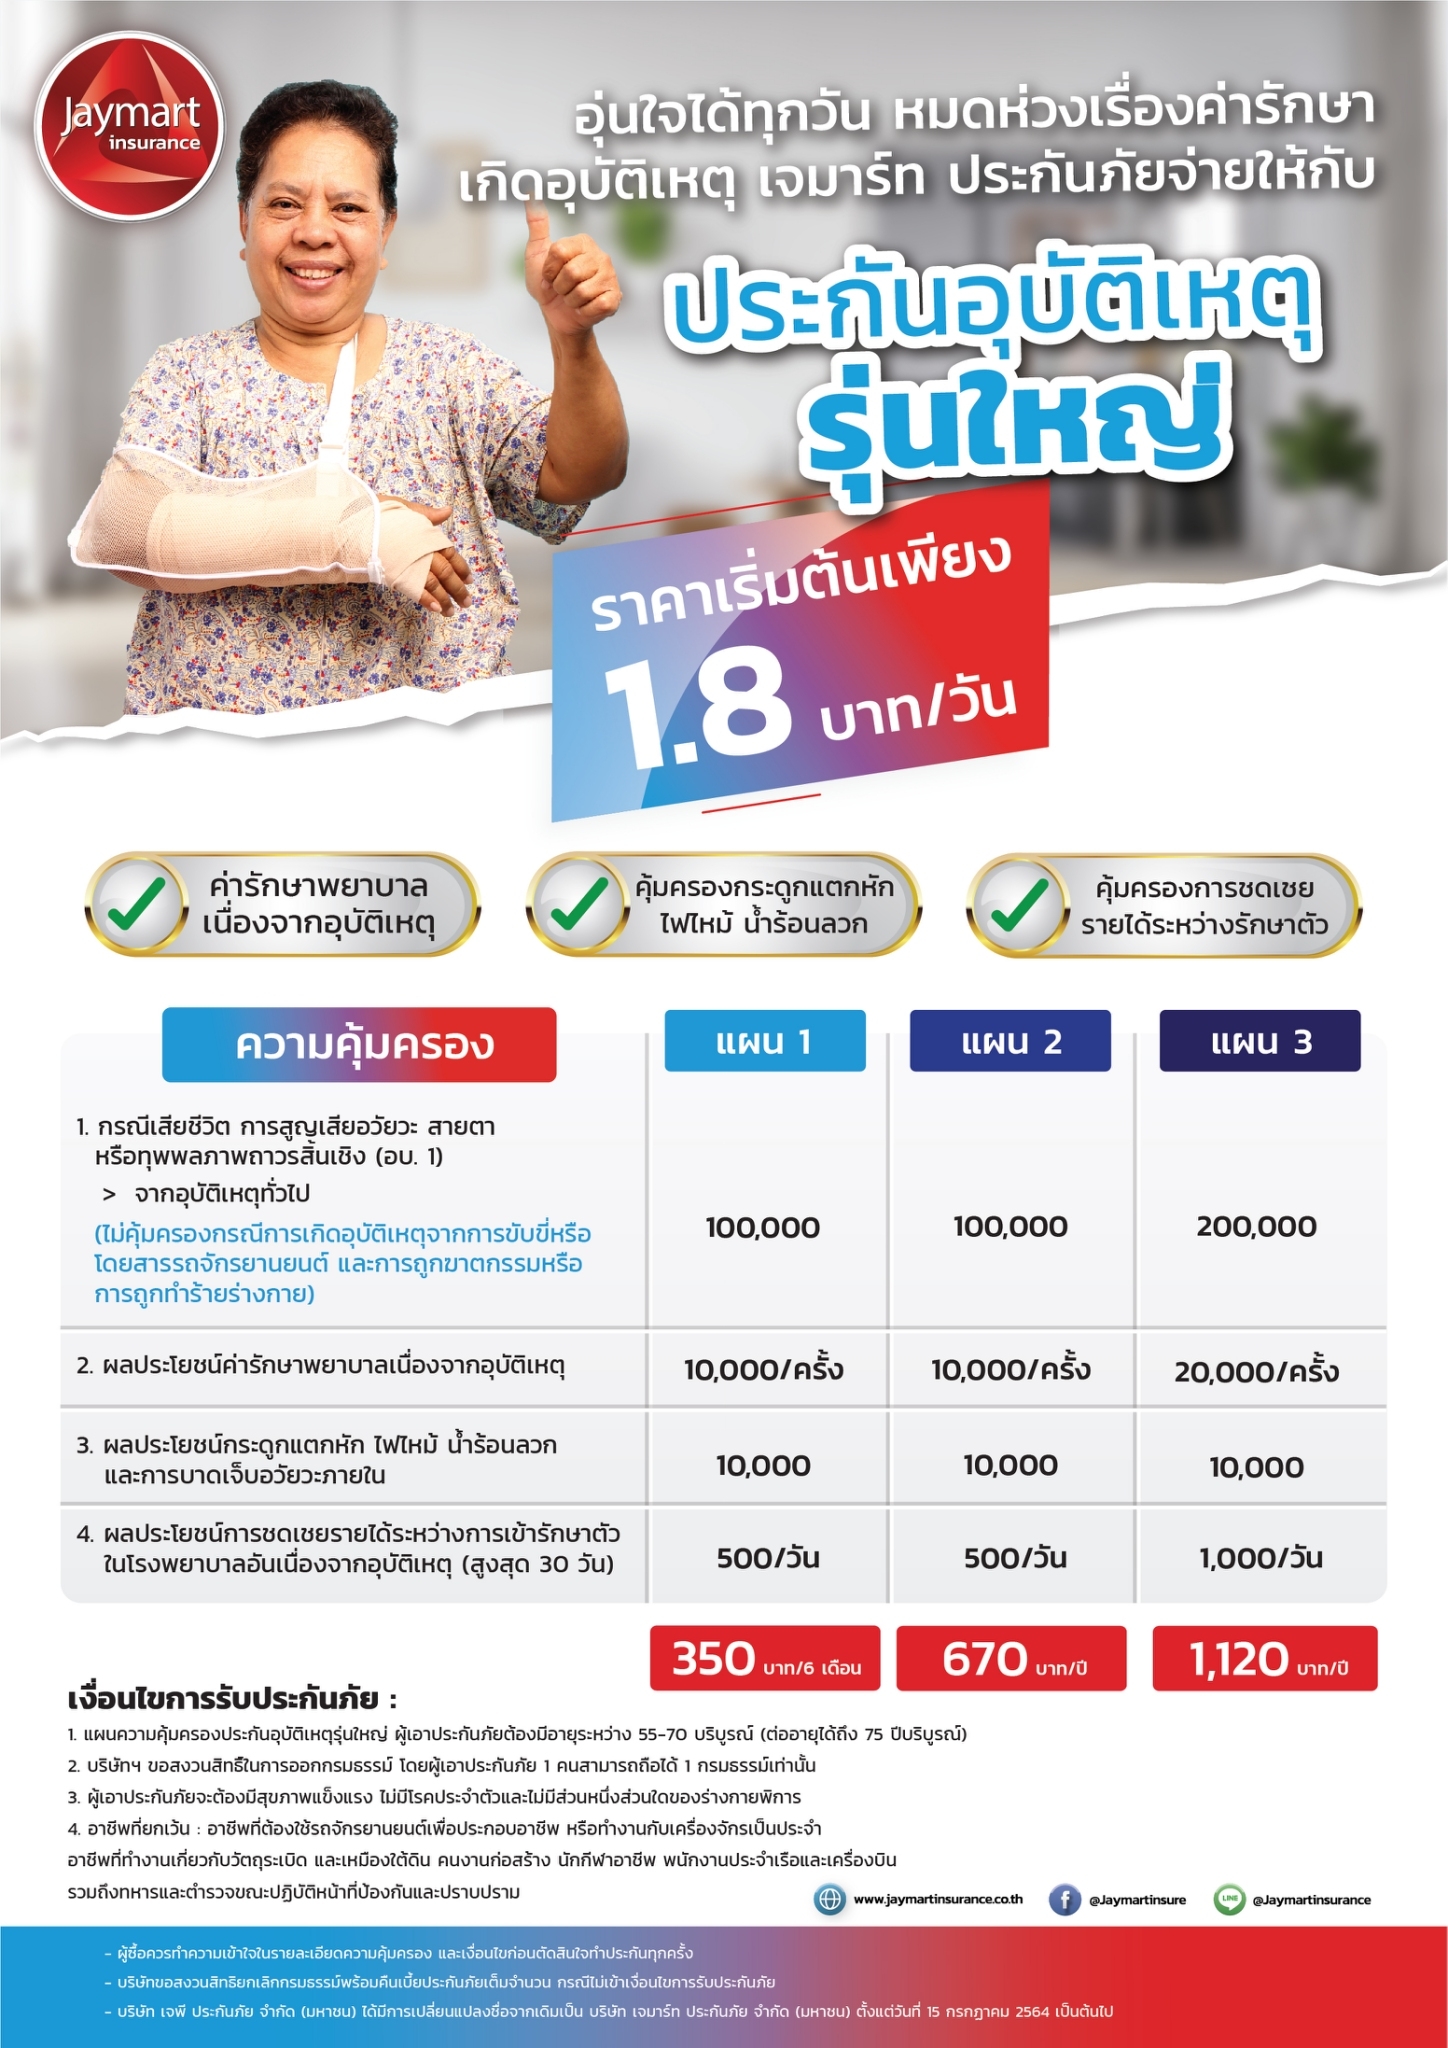 Jaymart
insurance
อุ่นใจได้ทุกวัน หมดห่วงเรื่องค่ารักษา
เกิดอุบัติเหตุ เจมาร์ท ประกันภัยจ่ายให้กับ
ประกันอุบัติเหตุ
รุ่นใหญ่
ราคาเริ่มต้นเพียง
1.8 บาท/วัน
ค่ารักษาพยาบาล
เนื่องจากอุบัติเหตุ
คุ้มครองกระดูกแตกหัก
ไฟไหม้ น้ำร้อนลวก
คุ้มครองการชดเชย
รายได้ระหว่างรักษาตัว
ความคุ้มครอง แผน 1 แผน 2 แผน 3
1. กรณีเสียชีวิต การสูญเสียอวัยวะ สายตา
หรือทุพพลภาพถาวรสิ้นเชิง (อบ. 1)
> จากอุบัติเหตุทั่วไป
(ไม่คุ้มครองกรณีการเกิดอุบัติเหตุจากการขับขี่หรือ
โดยสารรถจักรยานยนต์ และการถูกฆาตกรรมหรือ
การถูกทำร้ายร่างกาย)
100,000 100,000 200,000
2. ผลประโยชน์ค่ารักษาพยาบาลเนื่องจากอุบัติเหตุ 10,000/ครั้ง 10,000/ครั้ง 20,000/ครั้ง
3. ผลประโยชน์กระดูกแตกหัก ไฟไหม้ น้ำร้อนลวก
และการบาดเจ็บอวัยวะภายใน
10,000 10,000 10,000
4. ผลประโยชน์การชดเชยรายได้ระหว่างการเข้ารักษาตัว
ในโรงพยาบาลอันเนื่องจากอุบัติเหตุ (สูงสุด 30 วัน)
500/วัน 500/วัน 1,000/วัน
350 บาท/6 เดือน 670 บาท/ปี 1,120 บาท/ปี
เงื่อนไขการรับประกันภัย :
1. แผนความคุ้มครองประกันอุบัติเหตุรุ่นใหญ่ ผู้เอาประกันภัยต้องมีอายุระหว่าง 55-70 บริบูรณ์ (ต่ออายุได้ถึง 75 ปีบริบูรณ์)
2. บริษัทฯ ขอสงวนสิทธิ์ในการออกกรมธรรม์ โดยผู้เอาประกันภัย 1 คนสามารถถือได้ 1 กรมธรรม์เท่านั้น
3. ผู้เอาประกันภัยจะต้องมีสุขภาพแข็งแรง ไม่มีโรคประจำตัวและไม่มีส่วนหนึ่งส่วนใดของร่างกายพิการ
4. อาชีพที่ยกเว้น : อาชีพที่ต้องใช้รถจักรยานยนต์เพื่อประกอบอาชีพ หรือทำงานกับเครื่องจักรเป็นประจำ
อาชีพที่ทำงานเกี่ยวกับวัตถุระเบิด และเหมืองใต้ดิน คนงานก่อสร้าง นักกีฬาอาชีพ พนักงานประจำเรือและเครื่องบิน
รวมถึงทหารและตำรวจขณะปฏิบัติหน้าที่ป้องกันและปราบปราม
www.jaymartinsurance.co.th @Jaymartinsure LINE @Jaymartinsurance
- ผู้ซื้อควรทำความเข้าใจในรายละเอียดความคุ้มครอง และเงื่อนไขก่อนตัดสินใจทำประกันทุกครั้ง
- บริษัทขอสงวนสิทธิยกเลิกกรมธรรม์พร้อมคืนเบี้ยประกันภัยเต็มจำนวน กรณีไม่เข้าเงื่อนไขการรับประกันภัย
- บริษัท เจพี ประกันภัย จำกัด (มหาชน) ได้มีการเปลี่ยนแปลงชื่อจากเดิมเป็น บริษัท เจมาร์ท ประกันภัย จำกัด (มหาชน) ตั้งแต่วันที่ 15 กรกฎาคม 2564 เป็นต้นไป